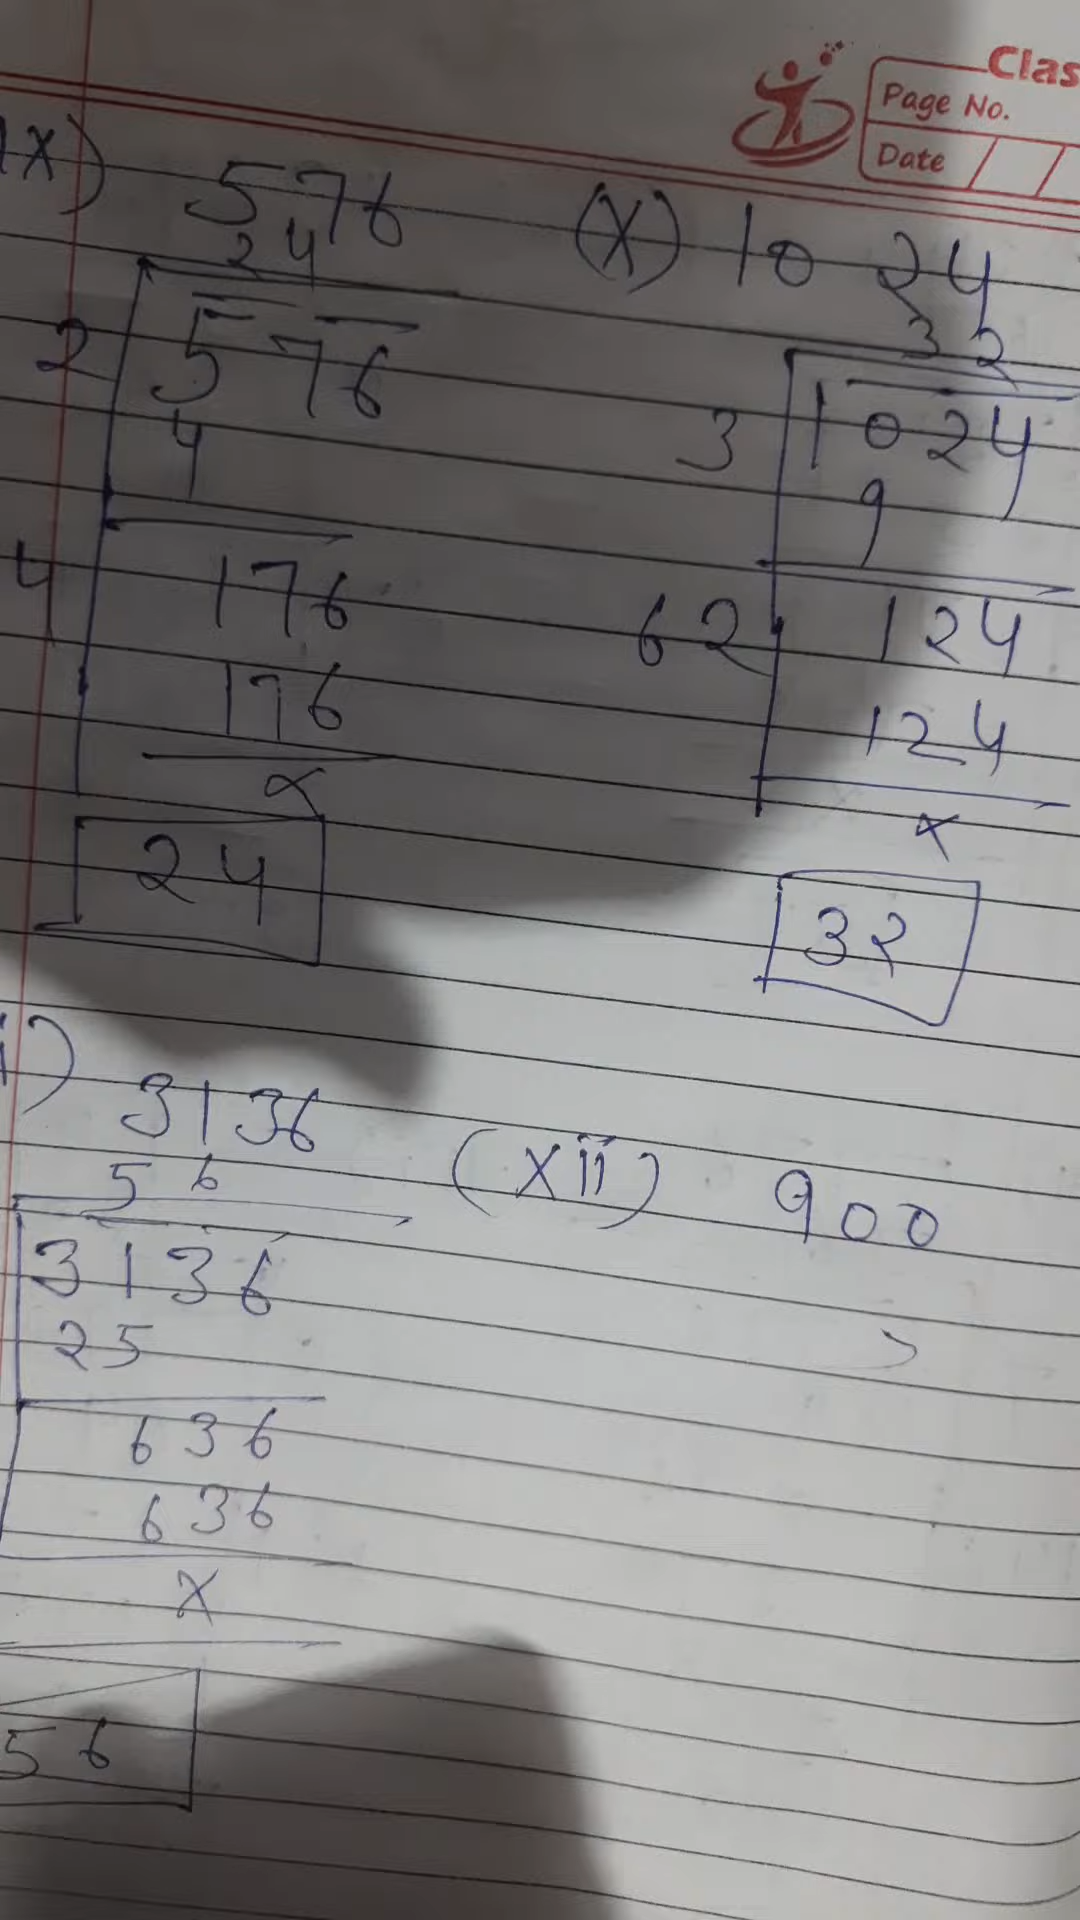 Clas
Page No.
Date
IX) 576
24
2 576
4
4 176
176
x
24
(X) 1024
32
3 1024
9
62 124
124
x
32
i) 3136
56
3136
25
636
636
x
56
(xii) 900